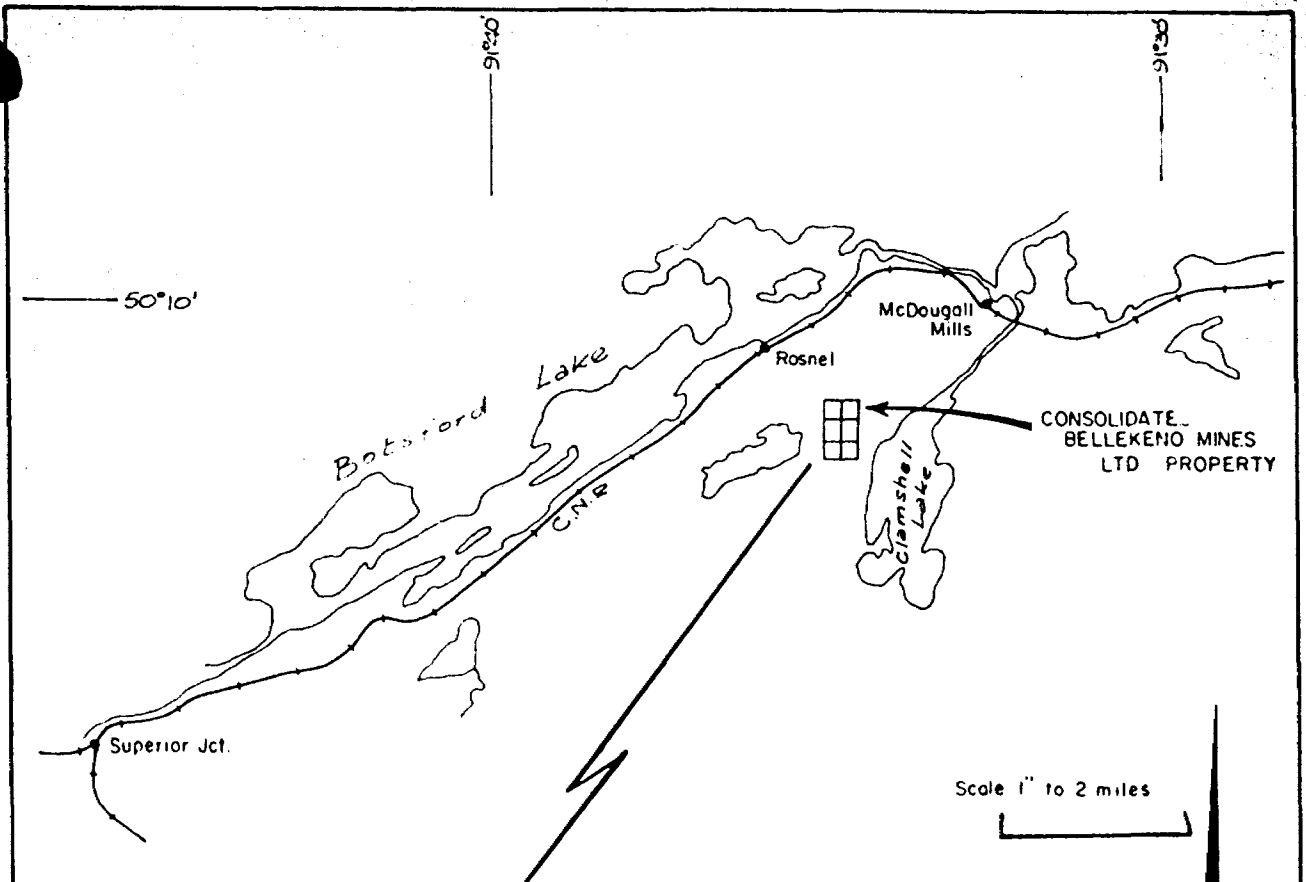 91°40'
91°30'
50°10'
McDougall
Mills
Rosnel
Botsford Lake
CONSOLIDATE
BELLEKENO MINES
LTD PROPERTY
C.N.R
Clamshell
Lake
Superior Jct.
Scale 1" to 2 miles